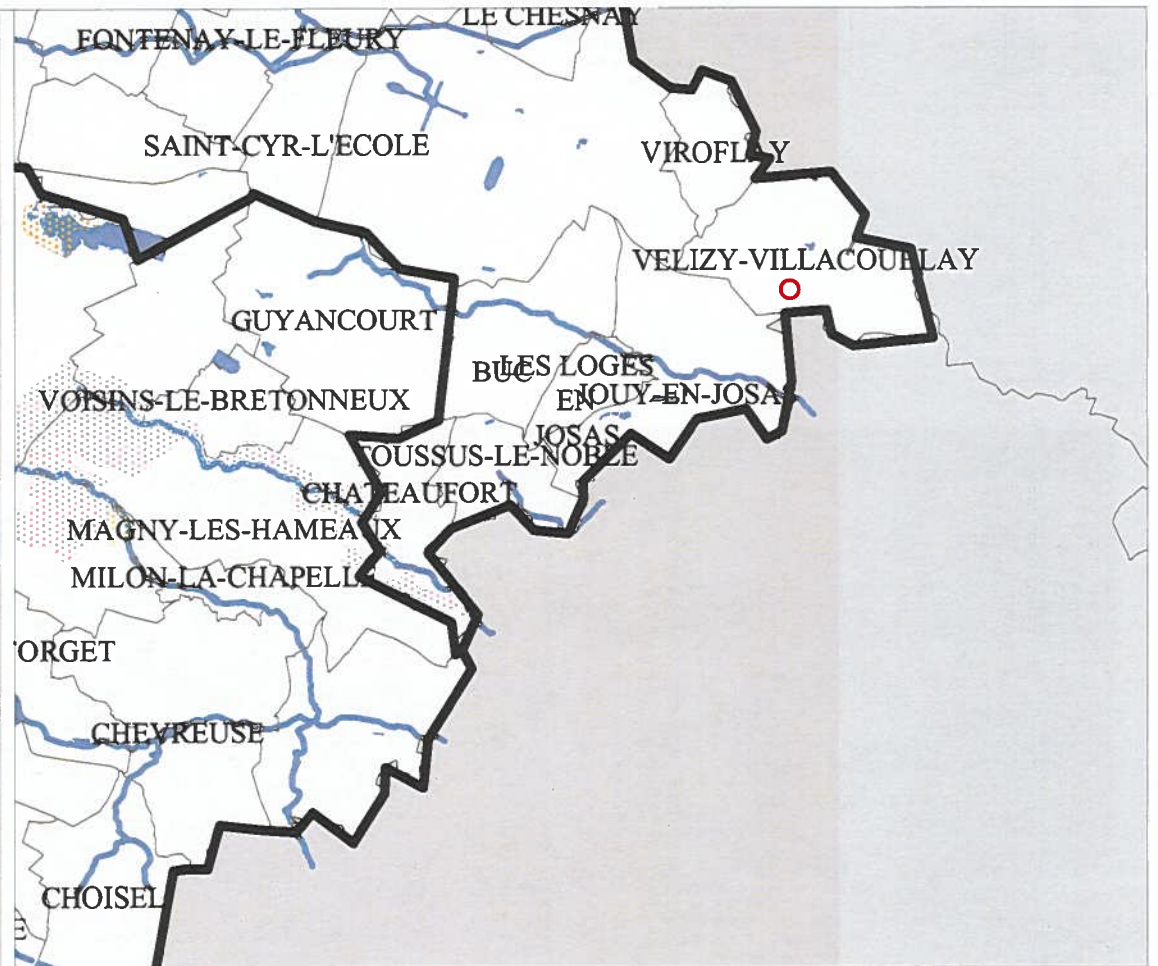 LE CHESNAY
FONTENAY-LE-FLEURY
SAINT-CYR-L'ECOLE
VIROFLAY
VELIZY-VILLACOUBLAY
GUYANCOURT
BUC
LES LOGES
EN
JOSAS
JOUY-EN-JOSAS
VOISINS-LE-BRETONNEUX
TOUSSUS-LE-NOBLE
CHATEAUFORT
MAGNY-LES-HAMEAUX
MILON-LA-CHAPELLE
ORGET
CHEVREUSE
CHOISEL
E